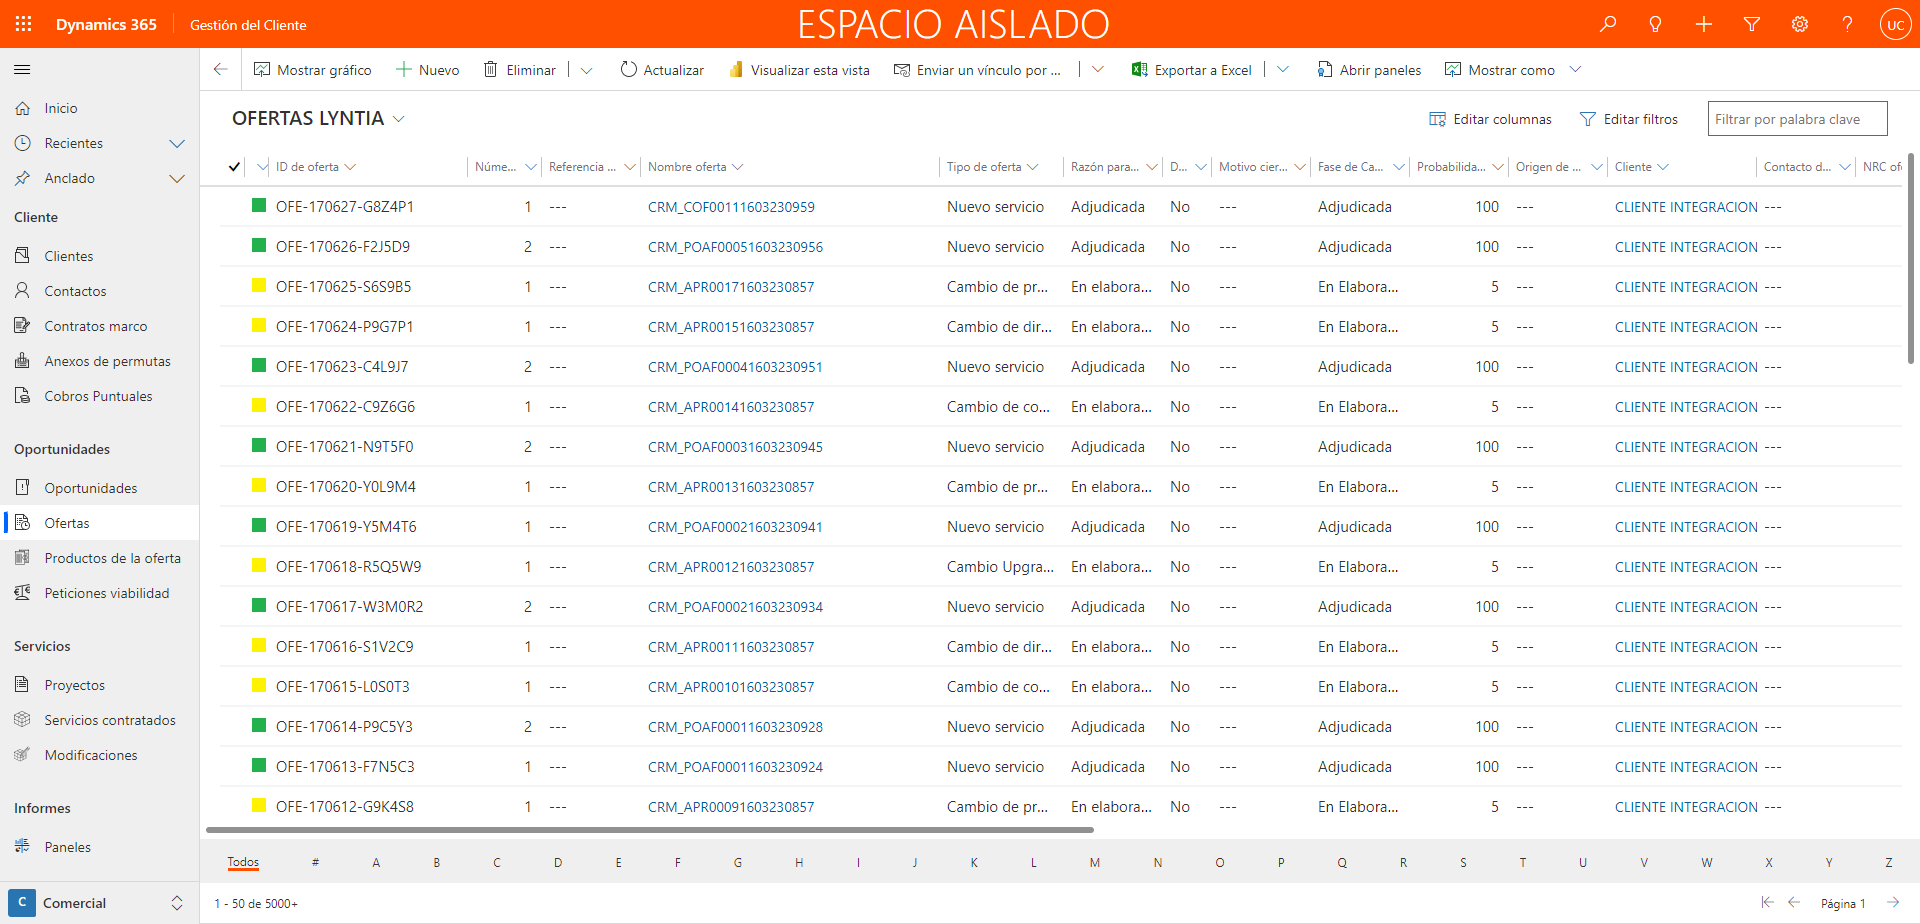 Dynamics 365
Gestión del Cliente
ESPACIO AISLADO
UC
Mostrar gráfico
Nuevo
Eliminar
Actualizar
Visualizar esta vista
Enviar un vínculo por ...
Exportar a Excel
Abrir paneles
Mostrar como
Inicio
Recientes
Anclado
Cliente
Clientes
Contactos
Contratos marco
Anexos de permutas
Cobros Puntuales
Oportunidades
Oportunidades
Ofertas
Productos de la oferta
Peticiones viabilidad
Servicios
Proyectos
Servicios contratados
Modificaciones
Informes
Paneles
C Comercial
OFERTAS LYNTIA
Editar columnas
Editar filtros
Filtrar por palabra clave
ID de oferta Núme... Referencia ... Nombre oferta Tipo de oferta Razón para... D... Motivo cier... Fase de Ca... Probabilida... Origen de ... Cliente Contacto d... NRC ofe
OFE-170627-G8Z4P1 1 --- CRM_COF00111603230959 Nuevo servicio Adjudicada No --- Adjudicada 100 --- CLIENTE INTEGRACION ---
OFE-170626-F2J5D9 2 --- CRM_POAF00051603230956 Nuevo servicio Adjudicada No --- Adjudicada 100 --- CLIENTE INTEGRACION ---
OFE-170625-S6S9B5 1 --- CRM_APR00171603230857 Cambio de pr... En elabora... No --- En Elabora... 5 --- CLIENTE INTEGRACION ---
OFE-170624-P9G7P1 1 --- CRM_APR00151603230857 Cambio de dir... En elabora... No --- En Elabora... 5 --- CLIENTE INTEGRACION ---
OFE-170623-C4L9J7 2 --- CRM_POAF00041603230951 Nuevo servicio Adjudicada No --- Adjudicada 100 --- CLIENTE INTEGRACION ---
OFE-170622-C9Z6G6 1 --- CRM_APR00141603230857 Cambio de co... En elabora... No --- En Elabora... 5 --- CLIENTE INTEGRACION ---
OFE-170621-N9T5F0 2 --- CRM_POAF00031603230945 Nuevo servicio Adjudicada No --- Adjudicada 100 --- CLIENTE INTEGRACION ---
OFE-170620-Y0L9M4 1 --- CRM_APR00131603230857 Cambio de pr... En elabora... No --- En Elabora... 5 --- CLIENTE INTEGRACION ---
OFE-170619-Y5M4T6 1 --- CRM_POAF00021603230941 Nuevo servicio Adjudicada No --- Adjudicada 100 --- CLIENTE INTEGRACION ---
OFE-170618-R5Q5W9 1 --- CRM_APR00121603230857 Cambio Upgra... En elabora... No --- En Elabora... 5 --- CLIENTE INTEGRACION ---
OFE-170617-W3M0R2 2 --- CRM_POAF00021603230934 Nuevo servicio Adjudicada No --- Adjudicada 100 --- CLIENTE INTEGRACION ---
OFE-170616-S1V2C9 1 --- CRM_APR00111603230857 Cambio de dir... En elabora... No --- En Elabora... 5 --- CLIENTE INTEGRACION ---
OFE-170615-L0S0T3 1 --- CRM_APR00101603230857 Cambio de co... En elabora... No --- En Elabora... 5 --- CLIENTE INTEGRACION ---
OFE-170614-P9C5Y3 2 --- CRM_POAF00011603230928 Nuevo servicio Adjudicada No --- Adjudicada 100 --- CLIENTE INTEGRACION ---
OFE-170613-F7N5C3 1 --- CRM_POAF00011603230924 Nuevo servicio Adjudicada No --- Adjudicada 100 --- CLIENTE INTEGRACION ---
OFE-170612-G9K4S8 1 --- CRM_APR00091603230857 Cambio de pr... En elabora... No --- En Elabora... 5 --- CLIENTE INTEGRACION ---
Todos # A B C D E F G H I J K L M N O P Q R S T U V W X Y Z
1 - 50 de 5000+
Página 1